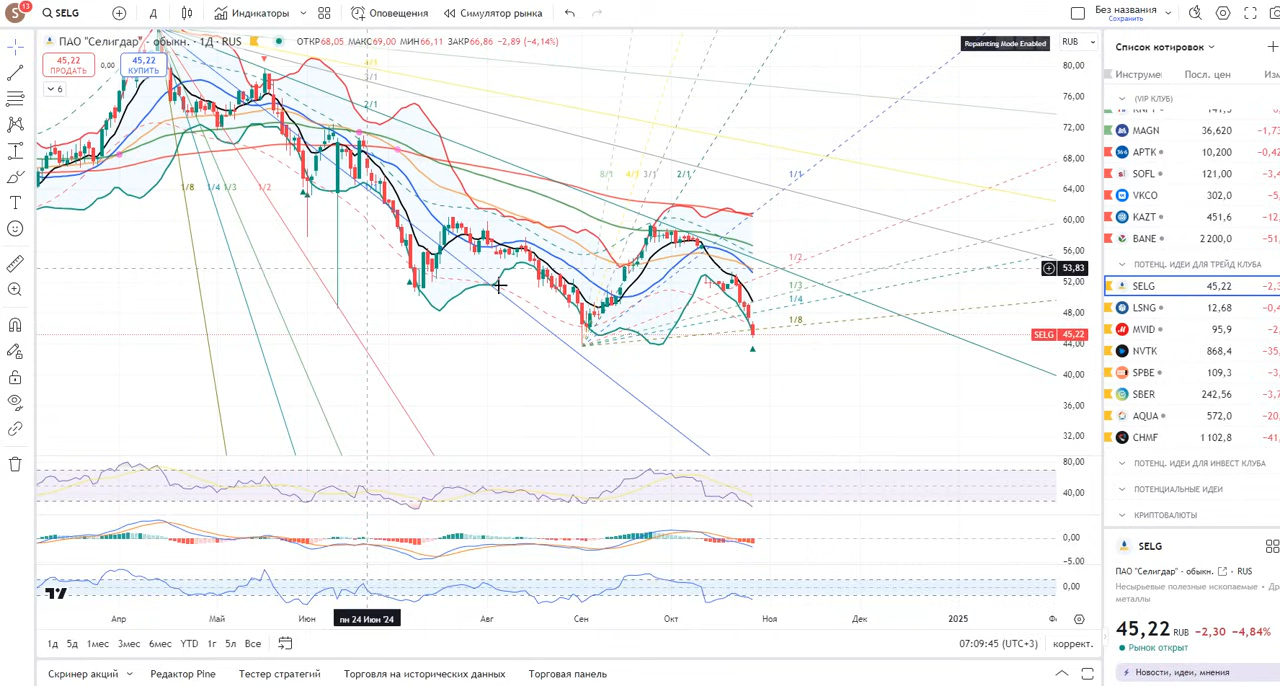 S 13 SELG Д Индикаторы Оповещения Симулятор рынка Без названия
Сохранить
ПАО "Селигдар" - обыкн. · 1Д · RUS ОТКР68,05 МАКС69,00 МИН66,11 ЗАКР66,86 −2,89 (−4,14%)
Repainting Mode Enabled
RUB
45,22
ПРОДАТЬ
0,00
45,22
КУПИТЬ
6
4/1
3/1
2/1
1/8 1/4 1/3 1/2
8/1 4/1 3/1 2/1 1/1
1/2
1/3
1/4
1/8
80,00
76,00
72,00
68,00
64,00
60,00
56,00
53,83
52,00
48,00
SELG 45,22
44,00
40,00
36,00
32,00
80,00
40,00
0,00
−5,00
0,00
Апр Май Июн пн 24 Июн '24 Авг Сен Окт Ноя Дек 2025
1д 5д 1мес 3мес 6мес YTD 1г 5л Все
07:09:45 (UTC+3) коррект.
Скринер акций Редактор Pine Тестер стратегий Торговля на исторических данных Торговая панель
Список котировок
Инструме Посл. цен Изм
(VIP КЛУБ)
MAGN 36,620 −1,73
APTK 10,200 −0,42
SOFL 121,00 −3,4
VKCO 302,0 −5,
KAZT 451,6 −12,
BANE 2 200,0 −51,
ПОТЕНЦ. ИДЕИ ДЛЯ ТРЕЙД КЛУБА
SELG 45,22 −2,3
LSNG 12,68 −0,4
MVID 95,9 −2,
NVTK 868,4 −35,
SPBE 109,3 −3,
SBER 242,56 −3,7
AQUA 572,0 −20,
CHMF 1 102,8 −41,
ПОТЕНЦ. ИДЕИ ДЛЯ ИНВЕСТ КЛУБА
ПОТЕНЦИАЛЬНЫЕ ИДЕИ
КРИПТОВАЛЮТЫ
SELG
ПАО "Селигдар" - обыкн. · RUS
Несырьевые полезные ископаемые · Др
металлы
45,22 RUB −2,30 −4,84%
Рынок открыт
Новости, идеи, мнения